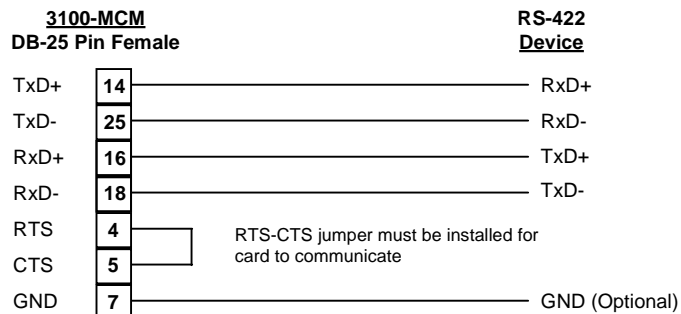 3100-MCM RS-422
DB-25 Pin Female Device
TxD+ 14 RxD+
TxD- 25 RxD-
RxD+ 16 TxD+
RxD- 18 TxD-
RTS 4 RTS-CTS jumper must be installed for
card to communicate
CTS 5
GND 7 GND (Optional)